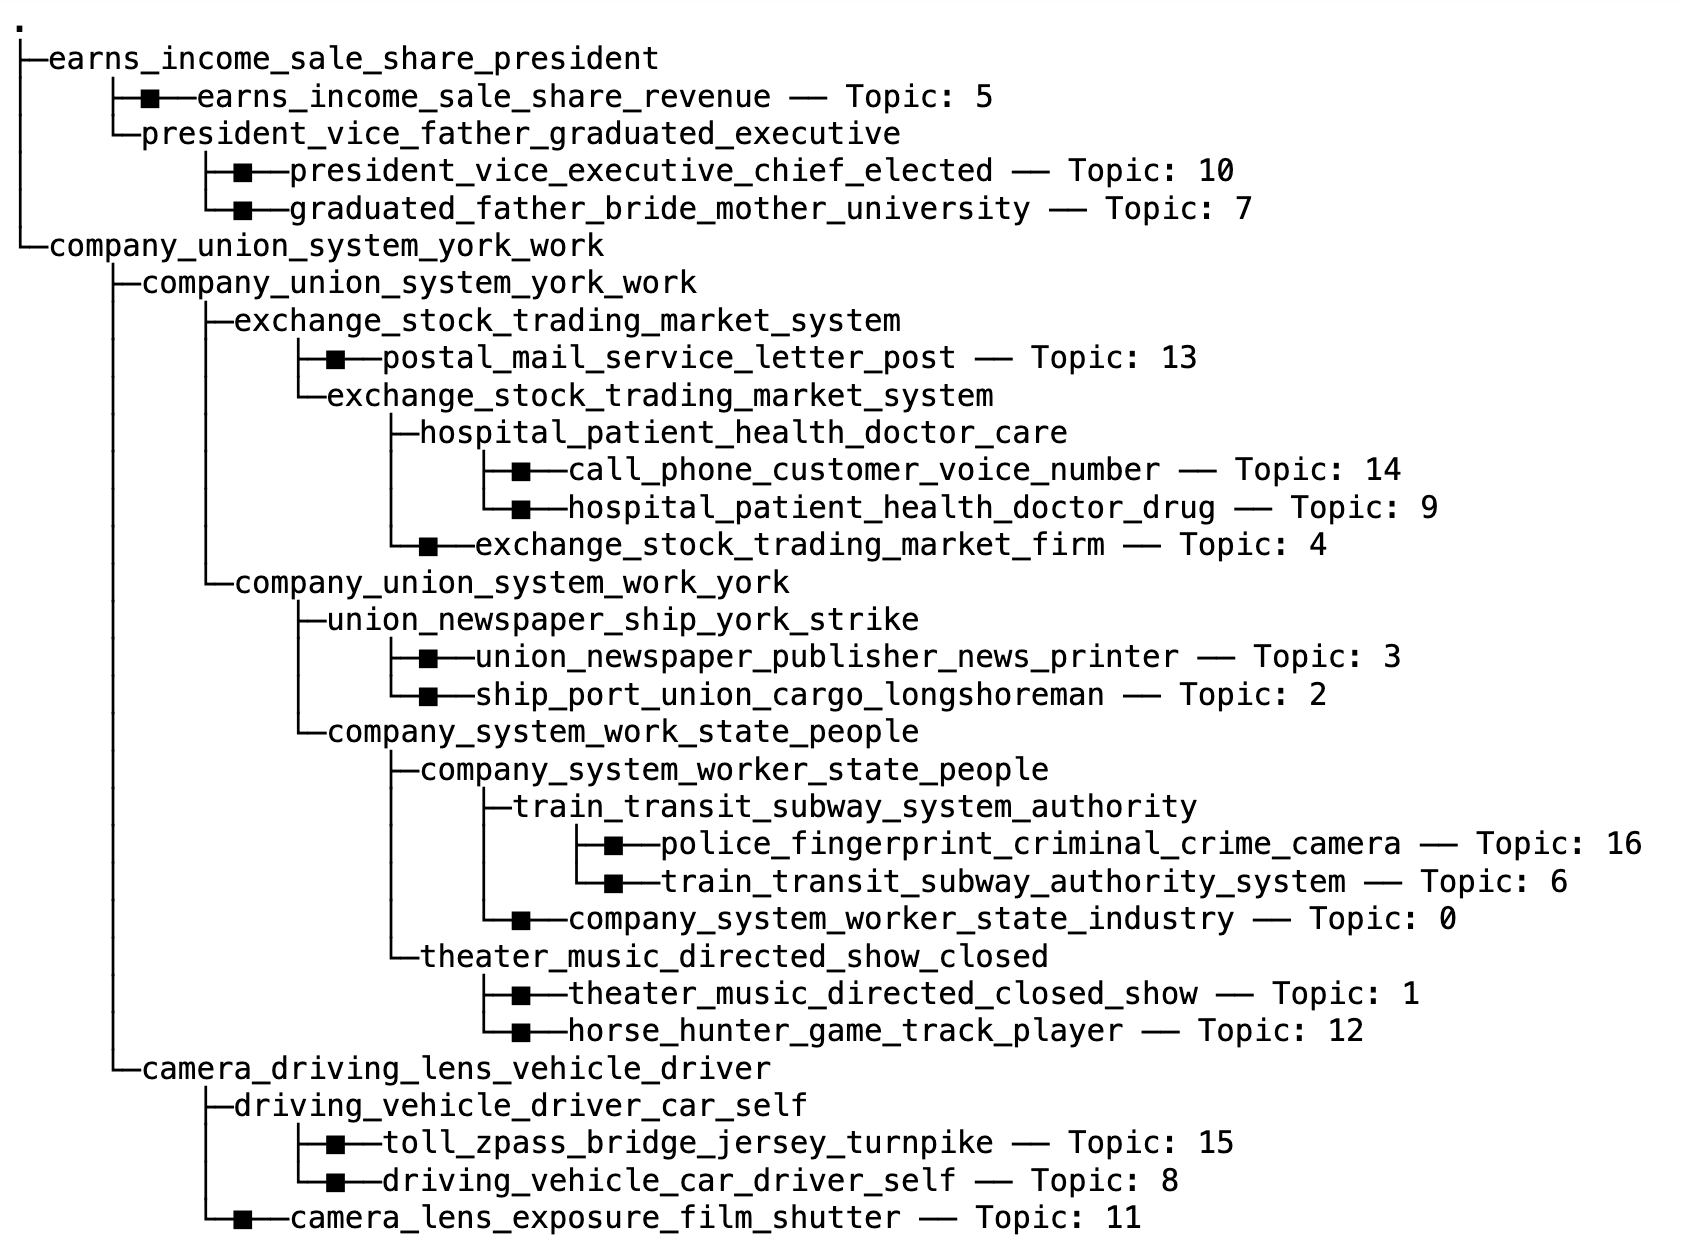 .
├─earns_income_sale_share_president
│    ├─■──earns_income_sale_share_revenue ── Topic: 5
│    └─president_vice_father_graduated_executive
│         ├─■──president_vice_executive_chief_elected ── Topic: 10
│         └─■──graduated_father_bride_mother_university ── Topic: 7
└─company_union_system_york_work
     ├─company_union_system_york_work
     │    ├─exchange_stock_trading_market_system
     │    │    ├─■──postal_mail_service_letter_post ── Topic: 13
     │    │    └─exchange_stock_trading_market_system
     │    │         ├─hospital_patient_health_doctor_care
     │    │         │    ├─■──call_phone_customer_voice_number ── Topic: 14
     │    │         │    └─■──hospital_patient_health_doctor_drug ── Topic: 9
     │    │         └─■──exchange_stock_trading_market_firm ── Topic: 4
     │    └─company_union_system_work_york
     │         ├─union_newspaper_ship_york_strike
     │         │    ├─■──union_newspaper_publisher_news_printer ── Topic: 3
     │         │    └─■──ship_port_union_cargo_longshoreman ── Topic: 2
     │         └─company_system_work_state_people
     │              ├─company_system_worker_state_people
     │              │    ├─train_transit_subway_system_authority
     │              │    │    ├─■──police_fingerprint_criminal_crime_camera ── Topic: 16
     │              │    │    └─■──train_transit_subway_authority_system ── Topic: 6
     │              │    └─■──company_system_worker_state_industry ── Topic: 0
     │              └─theater_music_directed_show_closed
     │                   ├─■──theater_music_directed_closed_show ── Topic: 1
     │                   └─■──horse_hunter_game_track_player ── Topic: 12
     └─camera_driving_lens_vehicle_driver
          ├─driving_vehicle_driver_car_self
          │    ├─■──toll_zpass_bridge_jersey_turnpike ── Topic: 15
          │    └─■──driving_vehicle_car_driver_self ── Topic: 8
          └─■──camera_lens_exposure_film_shutter ── Topic: 11